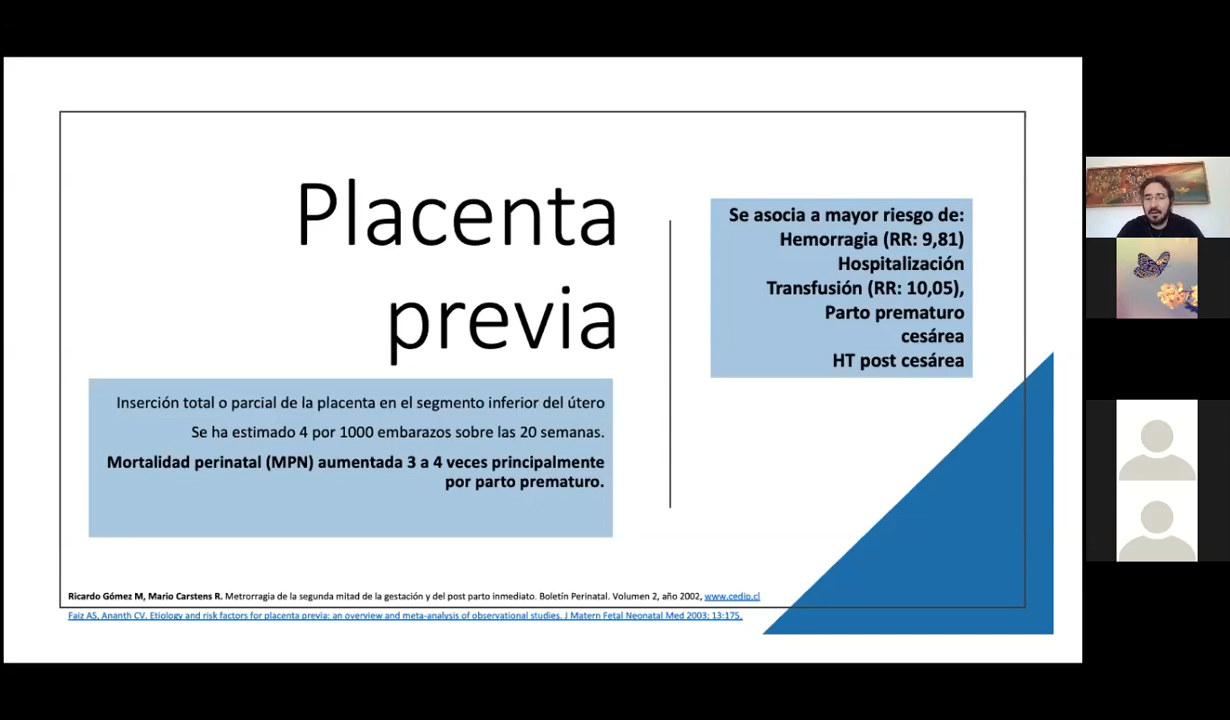 Placenta
previa
Inserción total o parcial de la placenta en el segmento inferior del útero
Se ha estimado 4 por 1000 embarazos sobre las 20 semanas.
Mortalidad perinatal (MPN) aumentada 3 a 4 veces principalmente
por parto prematuro.
Se asocia a mayor riesgo de:
Hemorragia (RR: 9,81)
Hospitalización
Transfusión (RR: 10,05),
Parto prematuro
cesárea
HT post cesárea
Ricardo Gómez M, Mario Carstens R. Metrorragia de la segunda mitad de la gestación y del post parto inmediato. Boletín Perinatal. Volumen 2, año 2002, www.cedip.cl
Faiz AS, Ananth CV. Etiology and risk factors for placenta previa: an overview and meta-analysis of observational studies. J Matern Fetal Neonatal Med 2003; 13:175.